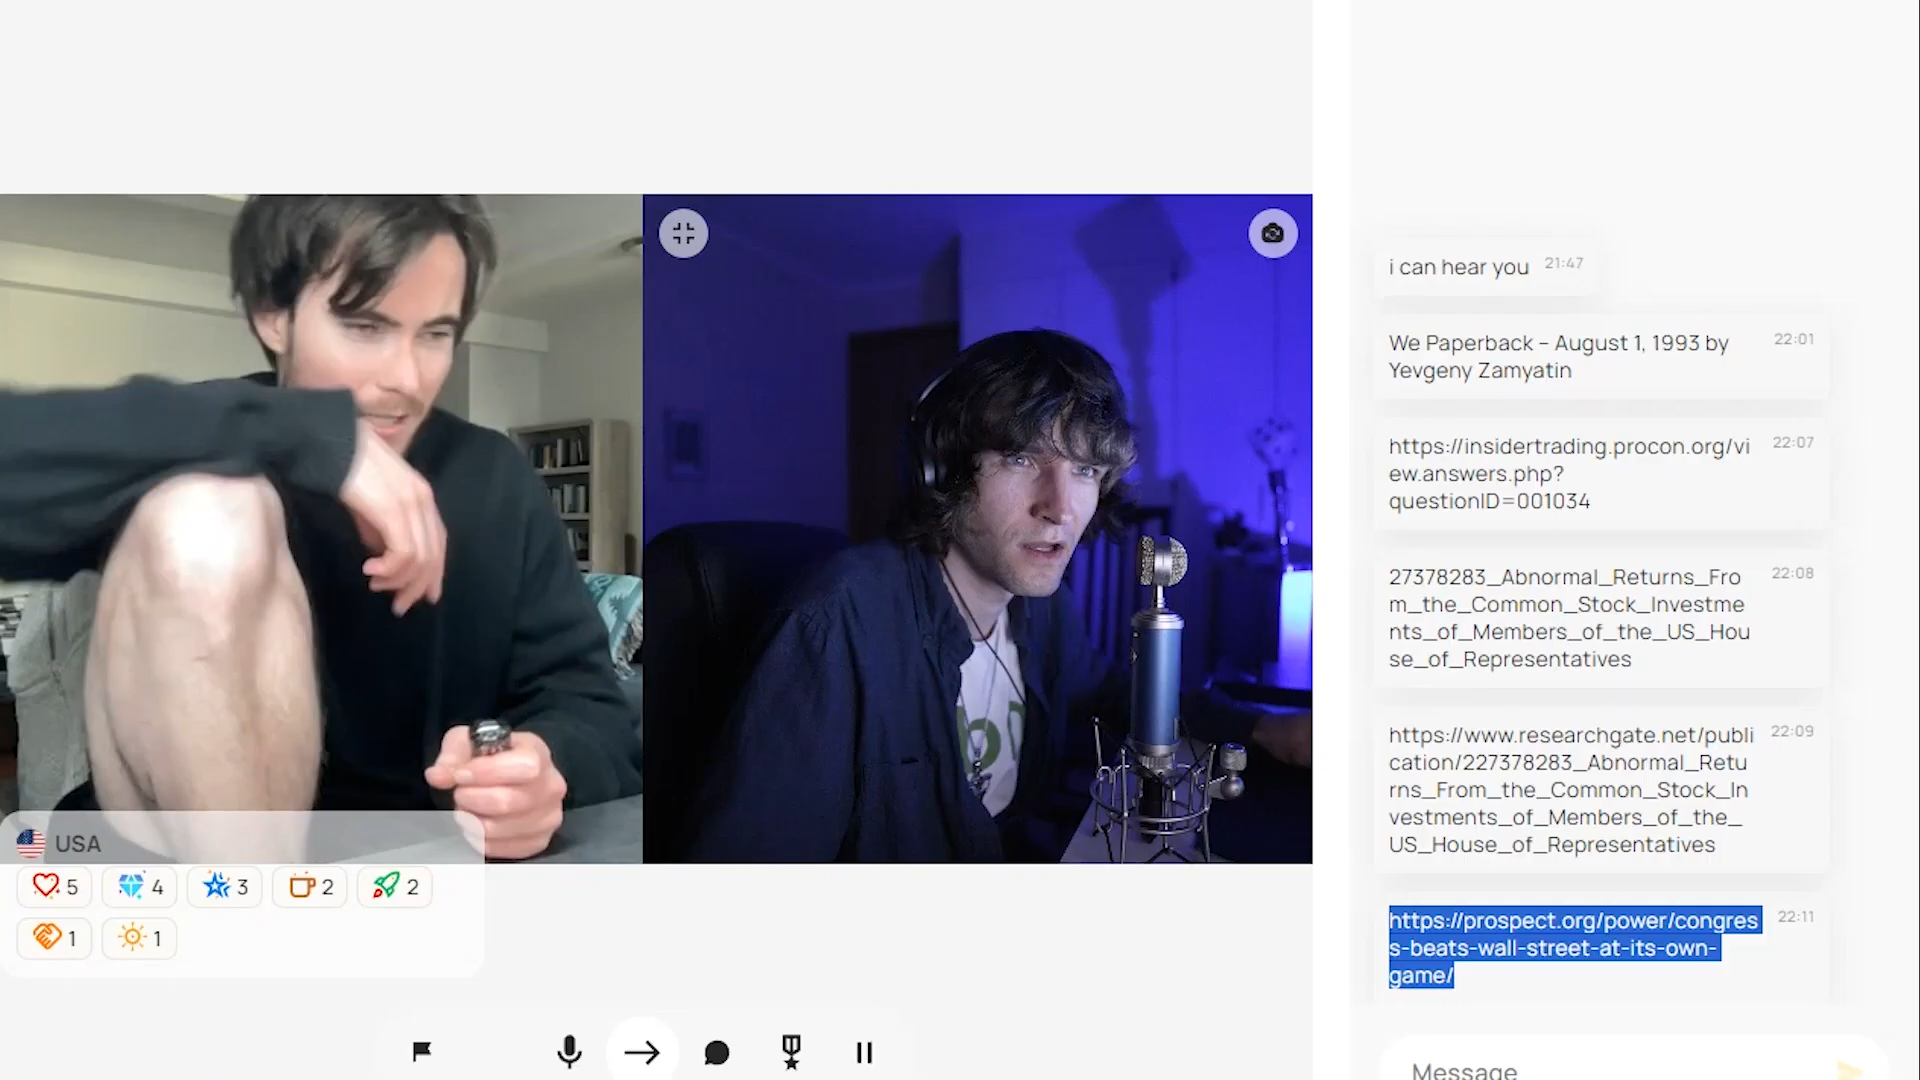 i can hear you 21:47
We Paperback – August 1, 1993 by 22:01
Yevgeny Zamyatin
https://insidertrading.procon.org/vi 22:07
ew.answers.php?
questionID=001034
27378283_Abnormal_Returns_Fro 22:08
m_the_Common_Stock_Investme
nts_of_Members_of_the_US_Hou
se_of_Representatives
https://www.researchgate.net/publi 22:09
cation/227378283_Abnormal_Retu
rns_From_the_Common_Stock_In
vestments_of_Members_of_the_
US_House_of_Representatives
https://prospect.org/power/congres 22:11
s-beats-wall-street-at-its-own-
game/
USA
5 4 3 2 2
1 1
Message